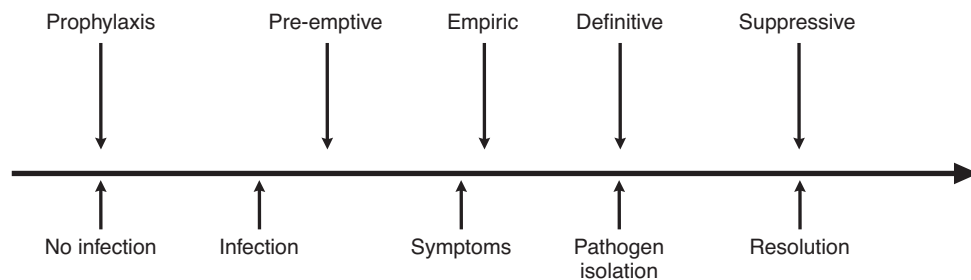 Prophylaxis Pre-emptive Empiric Definitive Suppressive
No infection Infection Symptoms Pathogen Resolution
isolation